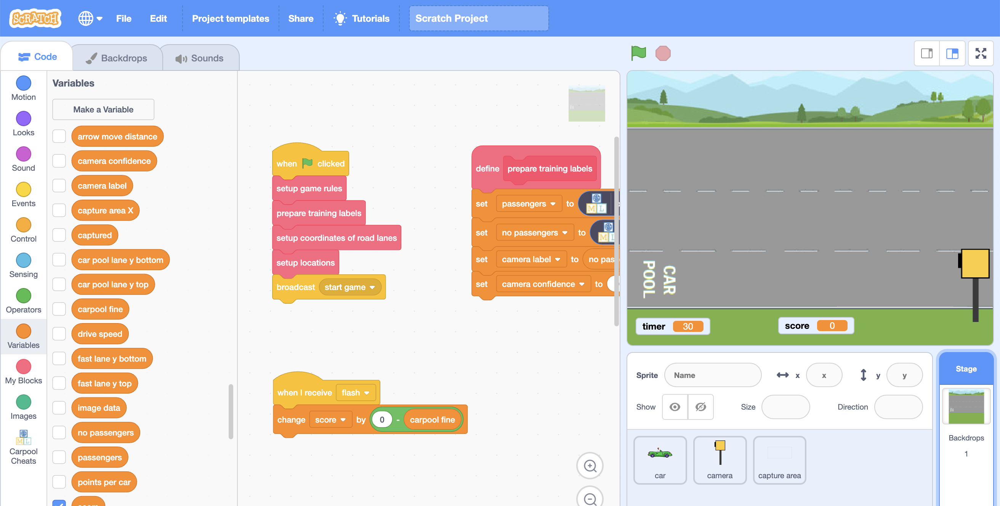 SCRATCH
File
Edit
Project templates
Share
Tutorials
Scratch Project
Code
Backdrops
Sounds
Motion
Looks
Sound
Events
Control
Sensing
Operators
Variables
My Blocks
Images
M L
Carpool
Cheats
Variables
Make a Variable
arrow move distance
camera confidence
camera label
capture area X
captured
car pool lane y bottom
car pool lane y top
carpool fine
drive speed
fast lane y bottom
fast lane y top
image data
no passengers
passengers
points per car
when clicked
setup game rules
prepare training labels
setup coordinates of road lanes
setup locations
broadcast start game
define prepare training labels
set passengers to M L
set no passengers to M L
set camera label to no pas
set camera confidence to
when I receive flash
change score by 0 - carpool fine
CAR
POOL
timer 30
score 0
Sprite Name x x y y
Show Size Direction
car
camera
capture area
Stage
Backdrops
1